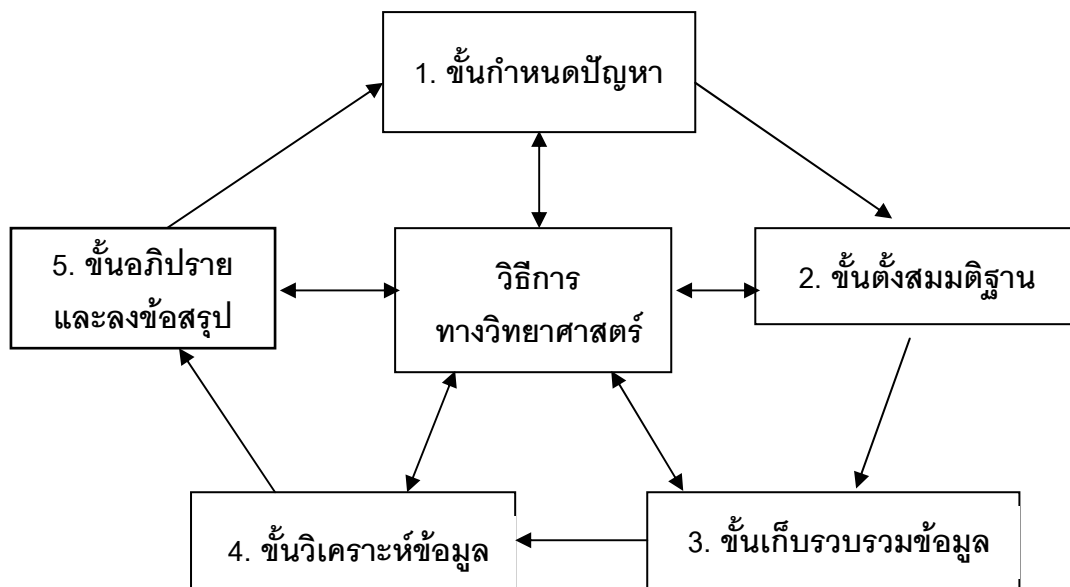 1. ขั้นกำหนดปัญหา
5. ขั้นอภิปราย
และลงข้อสรุป
วิธีการ
ทางวิทยาศาสตร์
2. ขั้นตั้งสมมติฐาน
4. ขั้นวิเคราะห์ข้อมูล
3. ขั้นเก็บรวบรวมข้อมูล